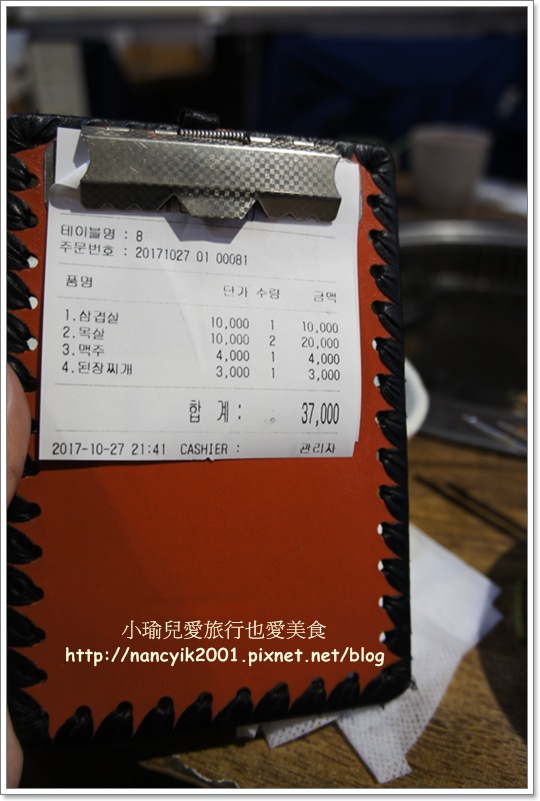 테이블명 : 8
주문번호 : 20171027 01 00081
품명 단가 수량 금액
1.삼겹살 10,000 1 10,000
2.목살 10,000 2 20,000
3.맥주 4,000 1 4,000
4.된장찌개 3,000 1 3,000
합 계: 37,000
2017-10-27 21:41 CASHIER : 관리자
小瑜兒愛旅行也愛美食
http://nancyik2001.pixnet.net/blog